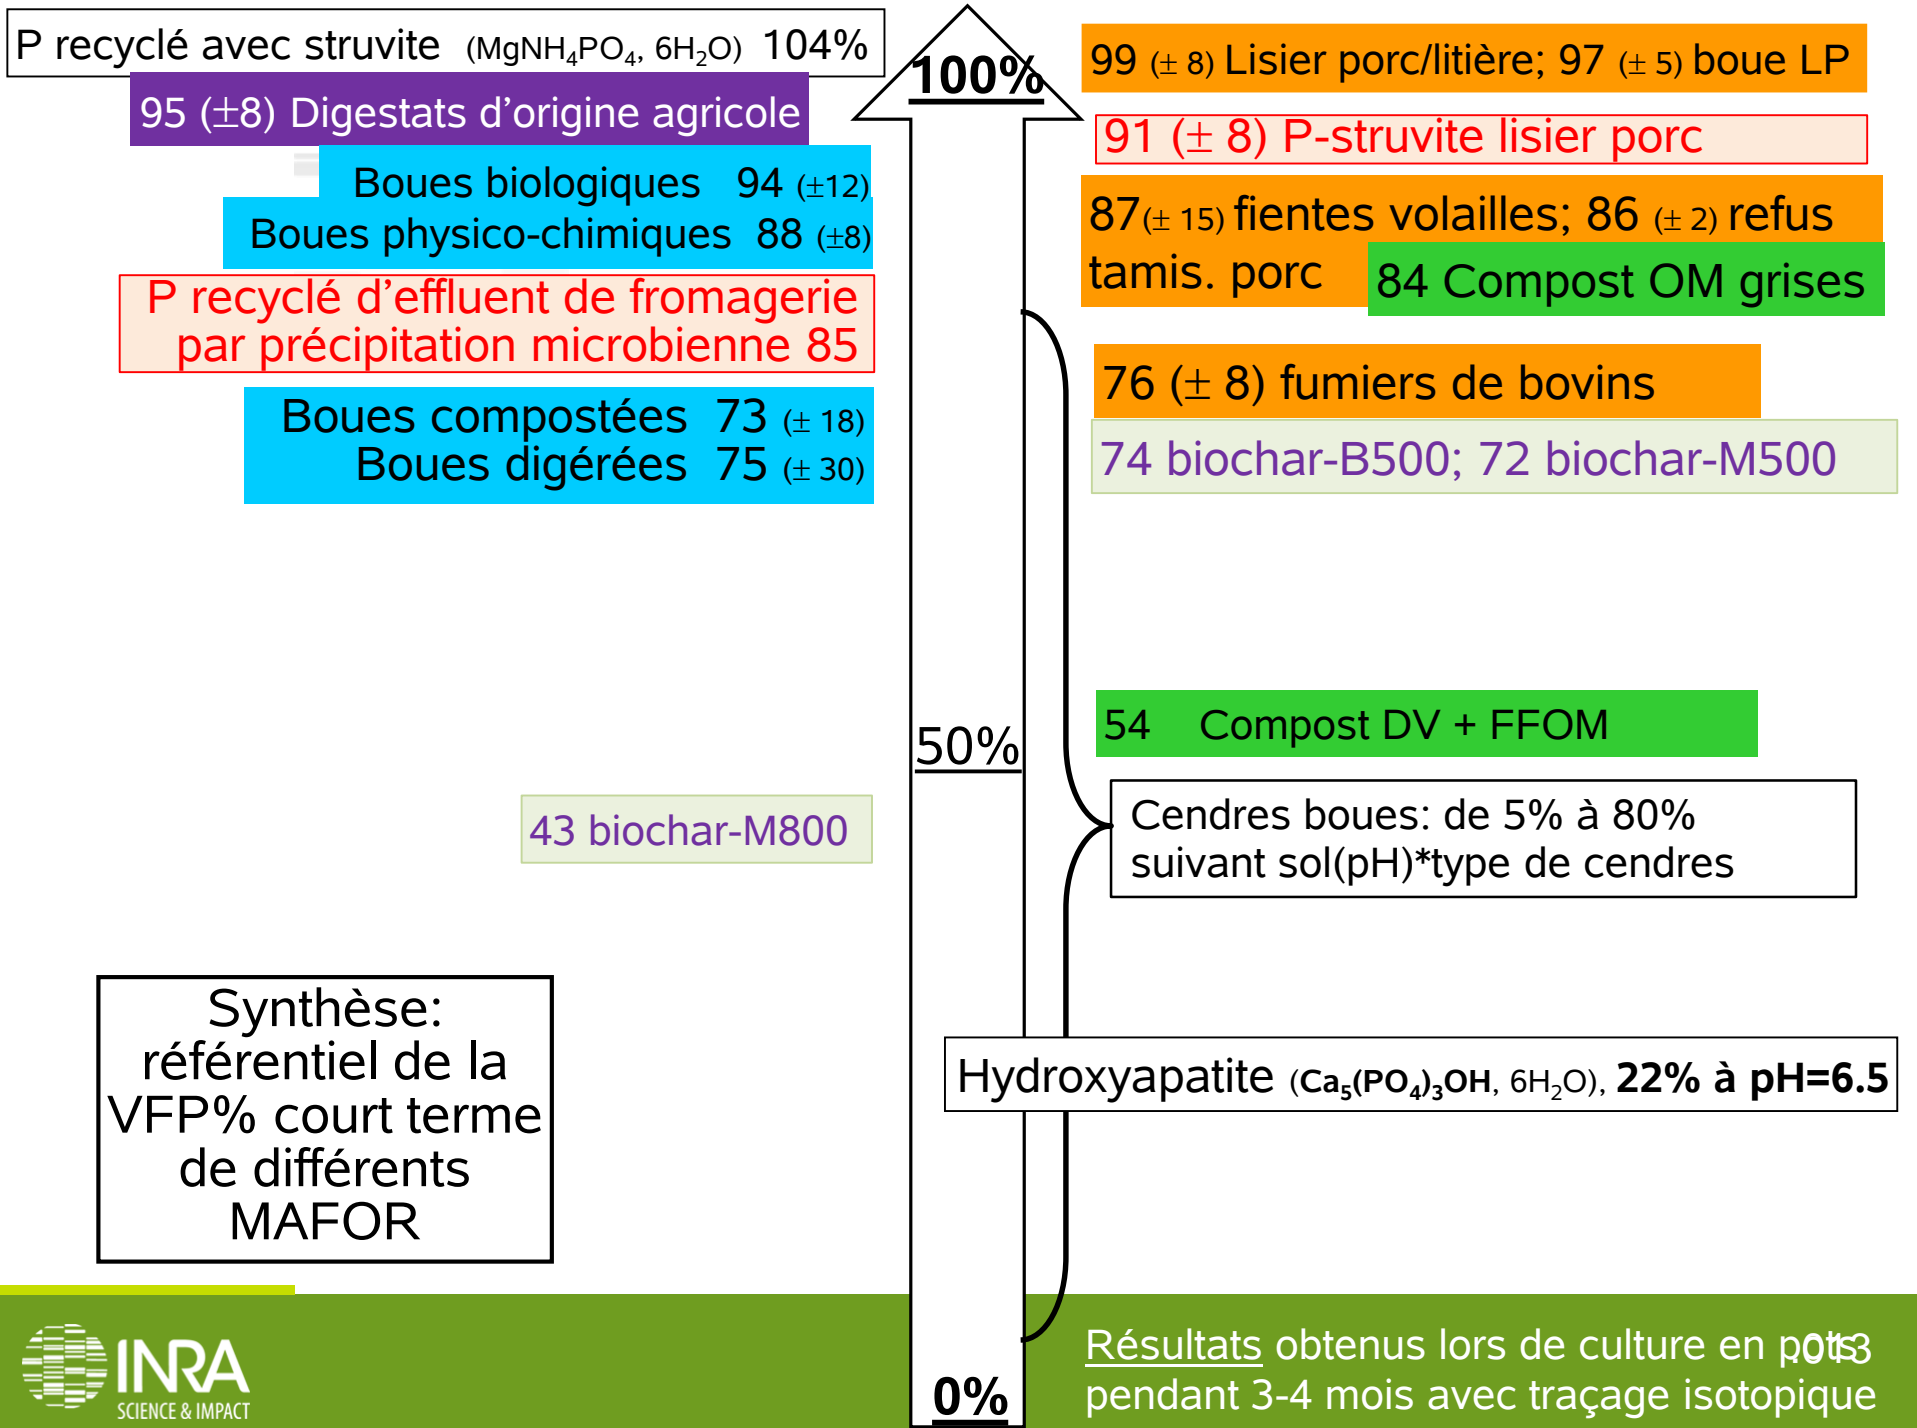 P recyclé avec struvite (MgNH₄PO₄, 6H₂O) 104%
95 (±8) Digestats d'origine agricole
Boues biologiques 94 (±12)
Boues physico-chimiques 88 (±8)
P recyclé d'effluent de fromagerie
par précipitation microbienne 85
Boues compostées 73 (± 18)
Boues digérées 75 (± 30)
43 biochar-M800
Synthèse:
référentiel de la
VFP% court terme
de différents
MAFOR
100%
50%
0%
99 (± 8) Lisier porc/litière; 97 (± 5) boue LP
91 (± 8) P-struvite lisier porc
87(± 15) fientes volailles; 86 (± 2) refus
tamis. porc
84 Compost OM grises
76 (± 8) fumiers de bovins
74 biochar-B500; 72 biochar-M500
54 Compost DV + FFOM
Cendres boues: de 5% à 80%
suivant sol(pH)*type de cendres
Hydroxyapatite (Ca₅(PO₄)₃OH, 6H₂O), 22% à pH=6.5
INRA
SCIENCE & IMPACT
Résultats obtenus lors de culture en pots
pendant 3-4 mois avec traçage isotopique